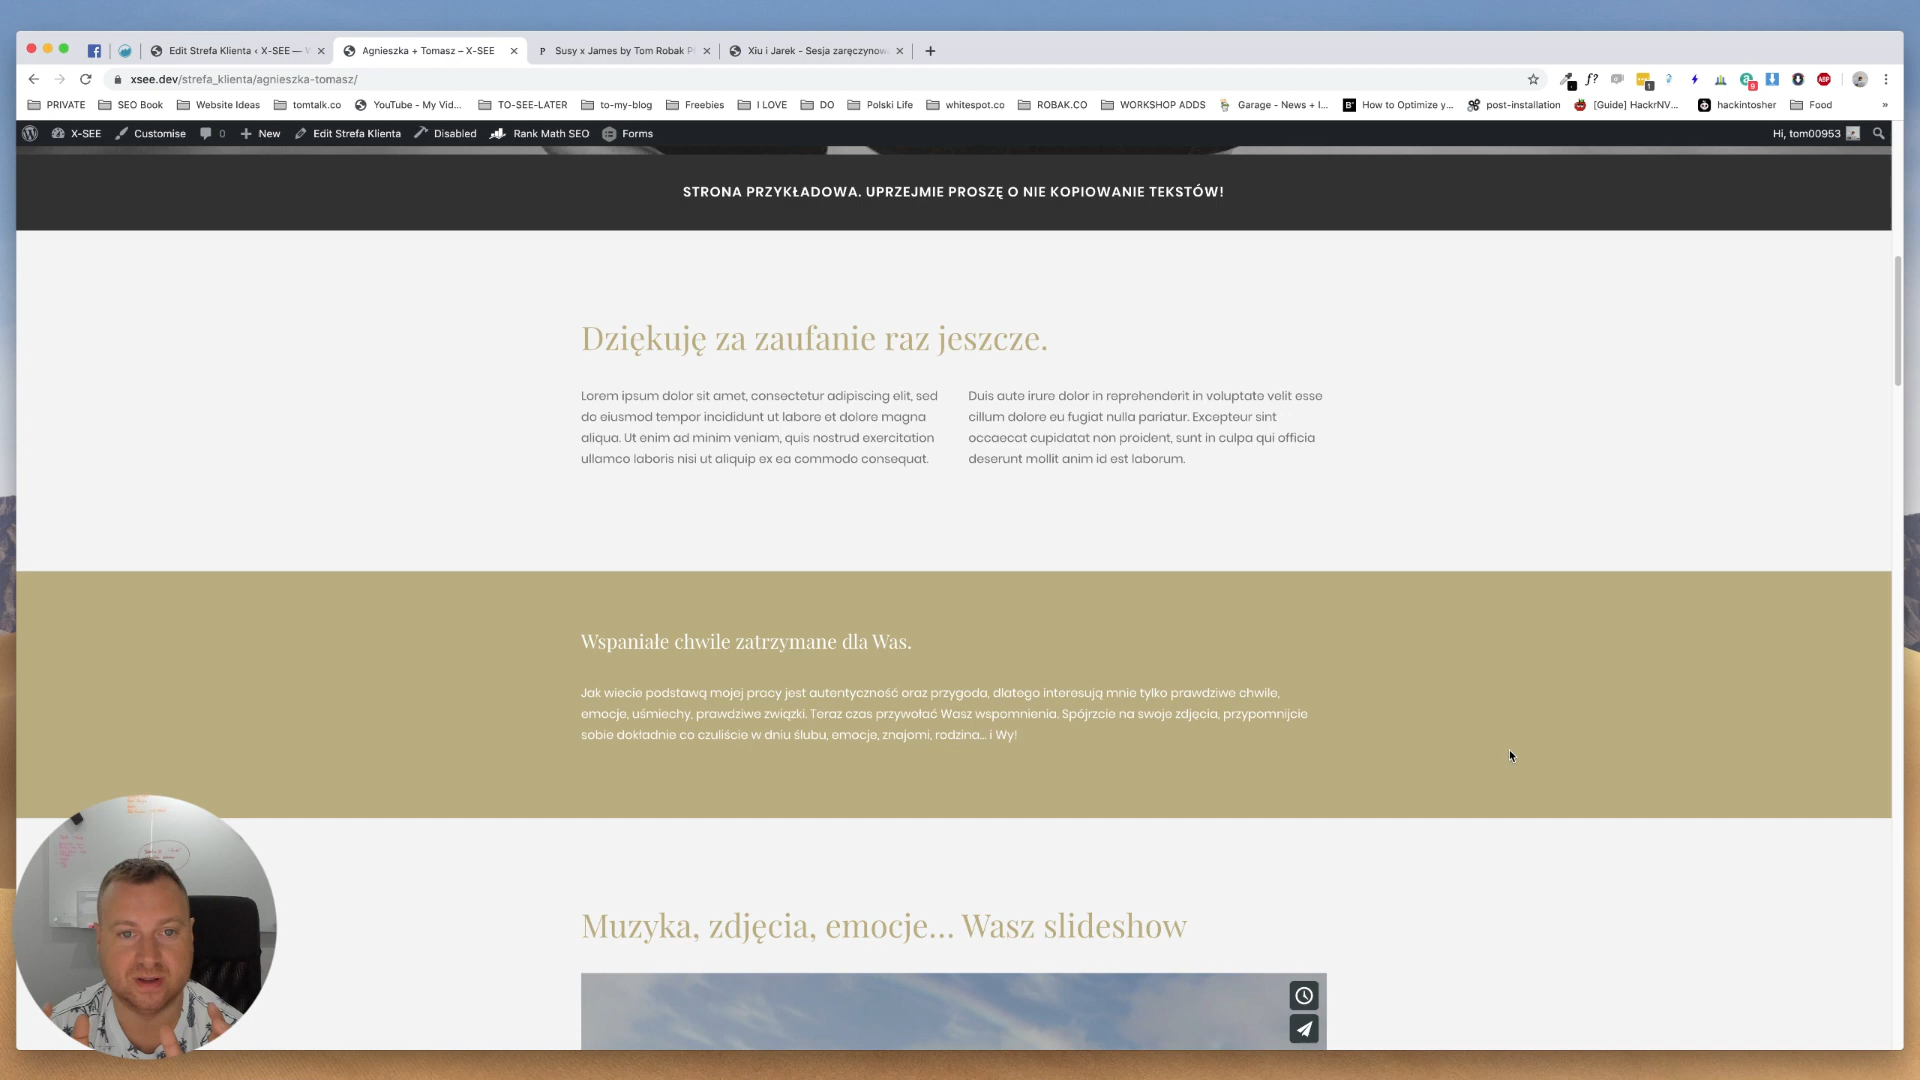 Edit Strefa Klienta ‹ X-SEE —
Agnieszka + Tomasz – X-SEE
Susy x James by Tom Robak
Xiu i Jarek - Sesja zaręczynow
xsee.dev/strefa_klienta/agnieszka-tomasz/
PRIVATE
SEO Book
Website Ideas
tomtalk.co
YouTube - My Vid...
TO-SEE-LATER
to-my-blog
Freebies
I LOVE
DO
Polski Life
whitespot.co
ROBAK.CO
WORKSHOP ADDS
Garage - News + I...
How to Optimize y...
post-installation
[Guide] HackrNV...
hackintosher
Food
»
X-SEE
Customise
0
New
Edit Strefa Klienta
Disabled
Rank Math SEO
Forms
Hi, tom00953
STRONA PRZYKŁADOWA. UPRZEJMIE PROSZĘ O NIE KOPIOWANIE TEKSTÓW!
Dziękuję za zaufanie raz jeszcze.
Lorem ipsum dolor sit amet, consectetur adipiscing elit, sed
do eiusmod tempor incididunt ut labore et dolore magna
aliqua. Ut enim ad minim veniam, quis nostrud exercitation
ullamco laboris nisi ut aliquip ex ea commodo consequat.
Duis aute irure dolor in reprehenderit in voluptate velit esse
cillum dolore eu fugiat nulla pariatur. Excepteur sint
occaecat cupidatat non proident, sunt in culpa qui officia
deserunt mollit anim id est laborum.
Wspaniałe chwile zatrzymane dla Was.
Jak wiecie podstawą mojej pracy jest autentyczność oraz przygoda, dlatego interesują mnie tylko prawdziwe chwile,
emocje, uśmiechy, prawdziwe związki. Teraz czas przywołać Wasz wspomnienia. Spójrzcie na swoje zdjęcia, przypomnijcie
sobie dokładnie co czuliście w dniu ślubu, emocje, znajomi, rodzina... i Wy!
Muzyka, zdjęcia, emocje... Wasz slideshow